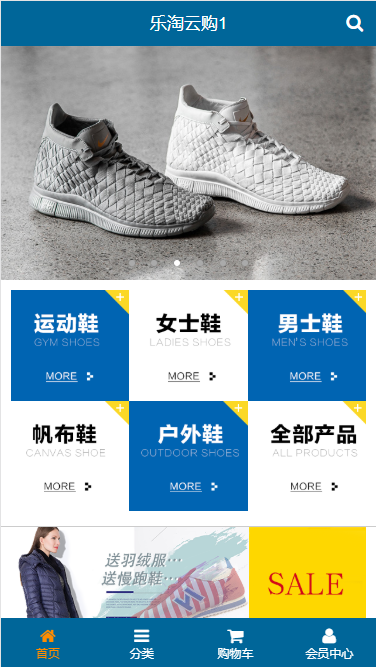 乐淘云购1
运动鞋 女士鞋 男士鞋
GYM SHOES LADIES SHOES MEN'S SHOES
MORE MORE MORE
帆布鞋 户外鞋 全部产品
CANVAS SHOE OUTDOOR SHOES ALL PRODUCTS
MORE MORE MORE
送羽绒服…
送慢跑鞋…
SALE
首页 分类 购物车 会员中心